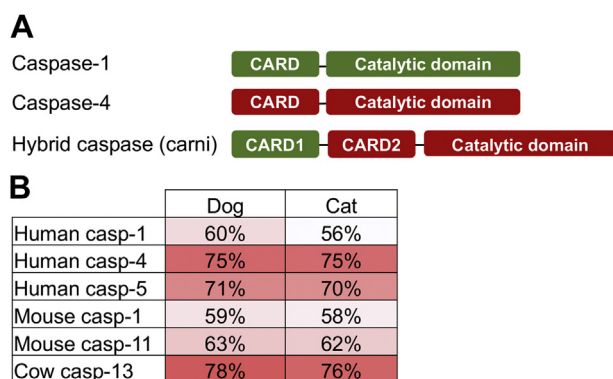 A
Caspase-1 CARD Catalytic domain
Caspase-4 CARD Catalytic domain
Hybrid caspase (carni) CARD1 CARD2 Catalytic domain
B
Dog Cat
Human casp-1 60% 56%
Human casp-4 75% 75%
Human casp-5 71% 70%
Mouse casp-1 59% 58%
Mouse casp-11 63% 62%
Cow casp-13 78% 76%